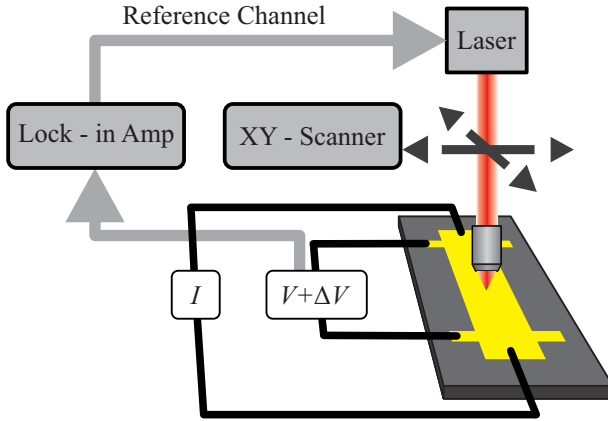 Reference Channel
Laser
Lock - in Amp
XY - Scanner
I
V+ΔV